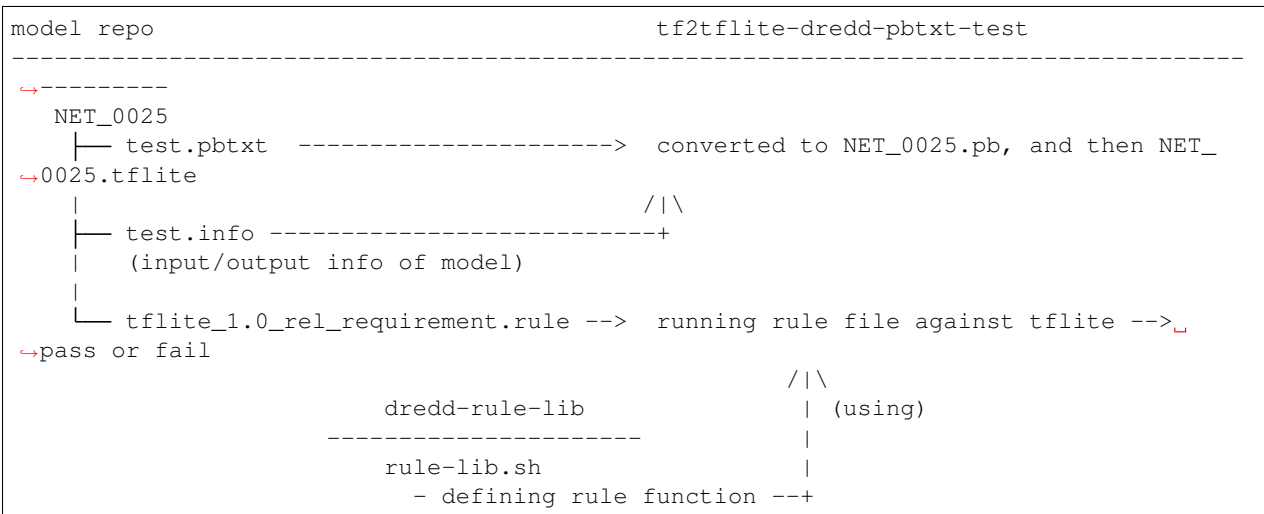 model repo                                   tf2tflite-dredd-pbtxt-test
--------------------------------------------------------------------------------------
↪---------
   NET_0025
    ├── test.pbtxt  ---------------------->  converted to NET_0025.pb, and then NET_
↪0025.tflite
    |                                       /|\
    ├── test.info ---------------------------+
    |   (input/output info of model)
    |
    └── tflite_1.0_rel_requirement.rule -->  running rule file against tflite -->␣
↪pass or fail
                                                      /|\
                          dredd-rule-lib               | (using)
                      ----------------------           |
                          rule-lib.sh                  |
                            - defining rule function --+